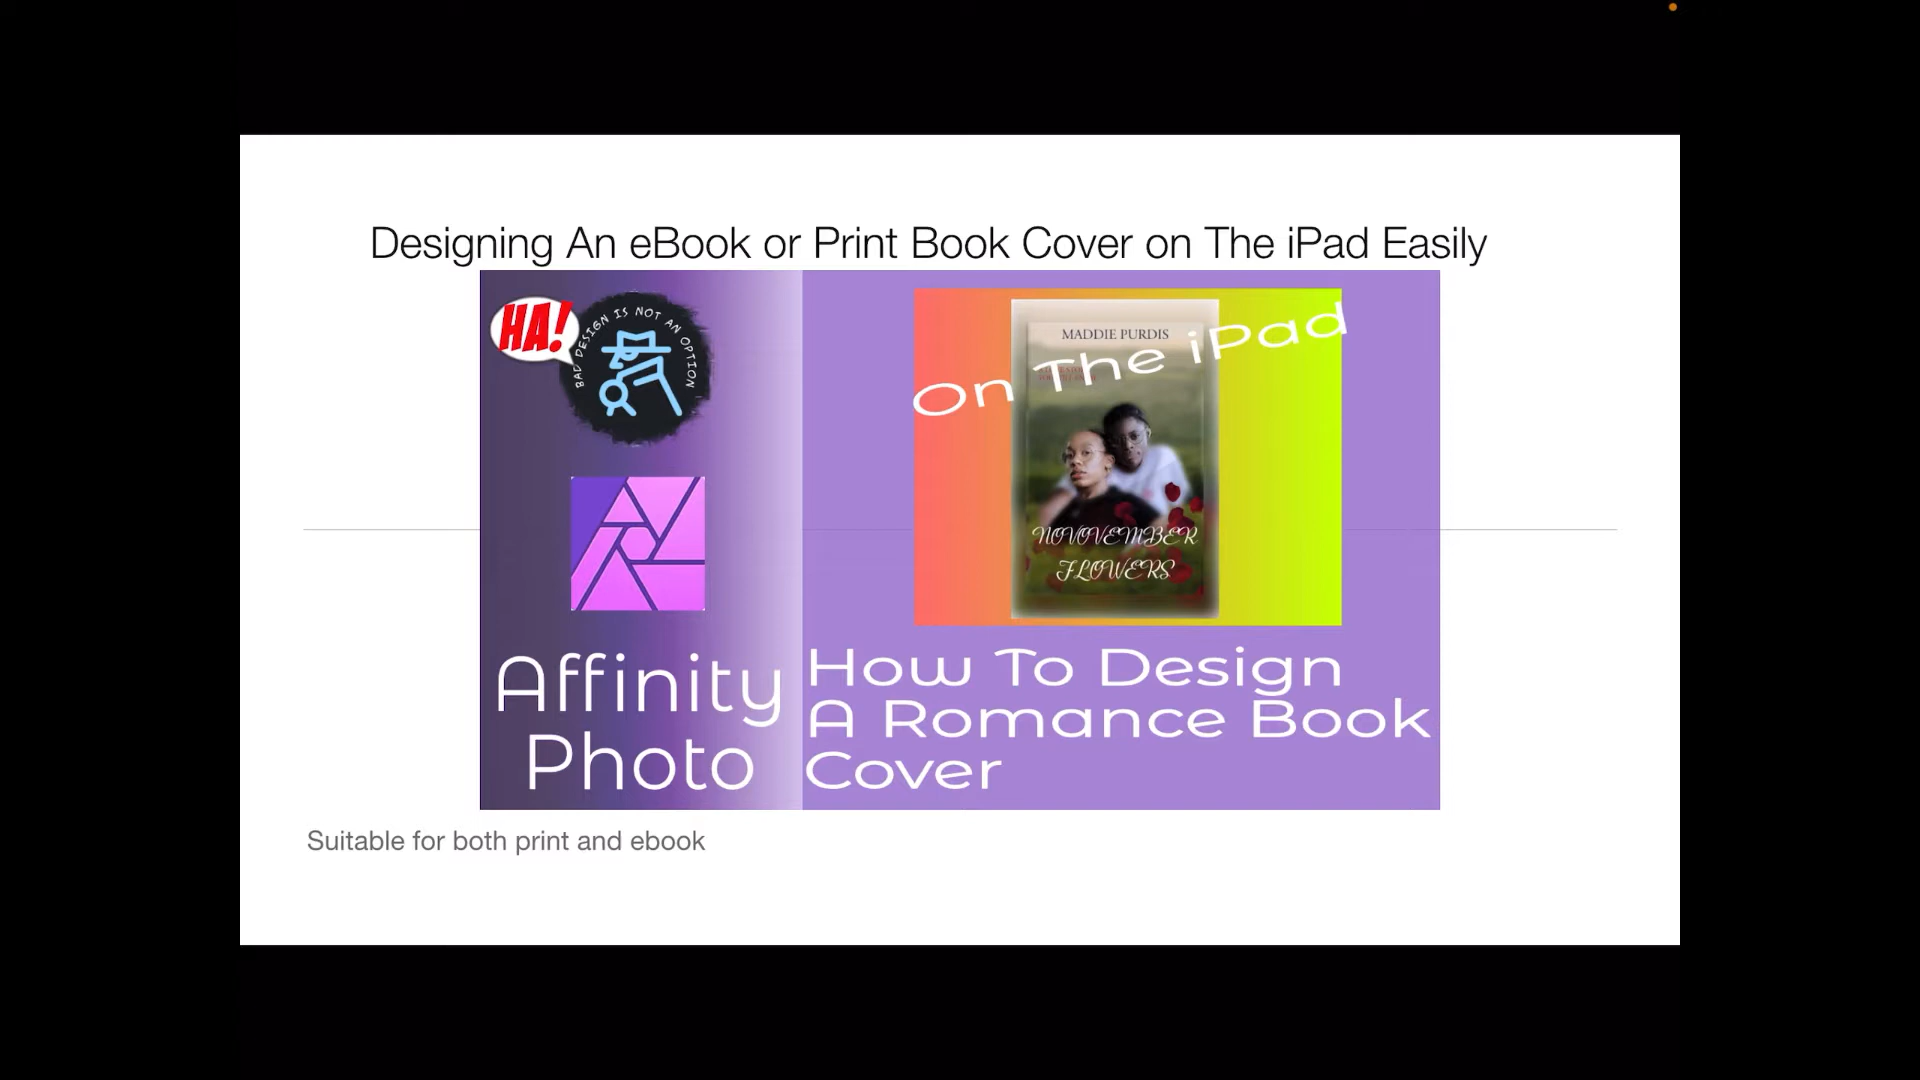 Designing An eBook or Print Book Cover on The iPad Easily
HA!
BAD DESIGN IS NOT AN OPTION
Affinity
Photo
On The iPad
MADDIE PURDIS
NOVOVEMBER
FLOWERS
How To Design
A Romance Book
Cover
Suitable for both print and ebook